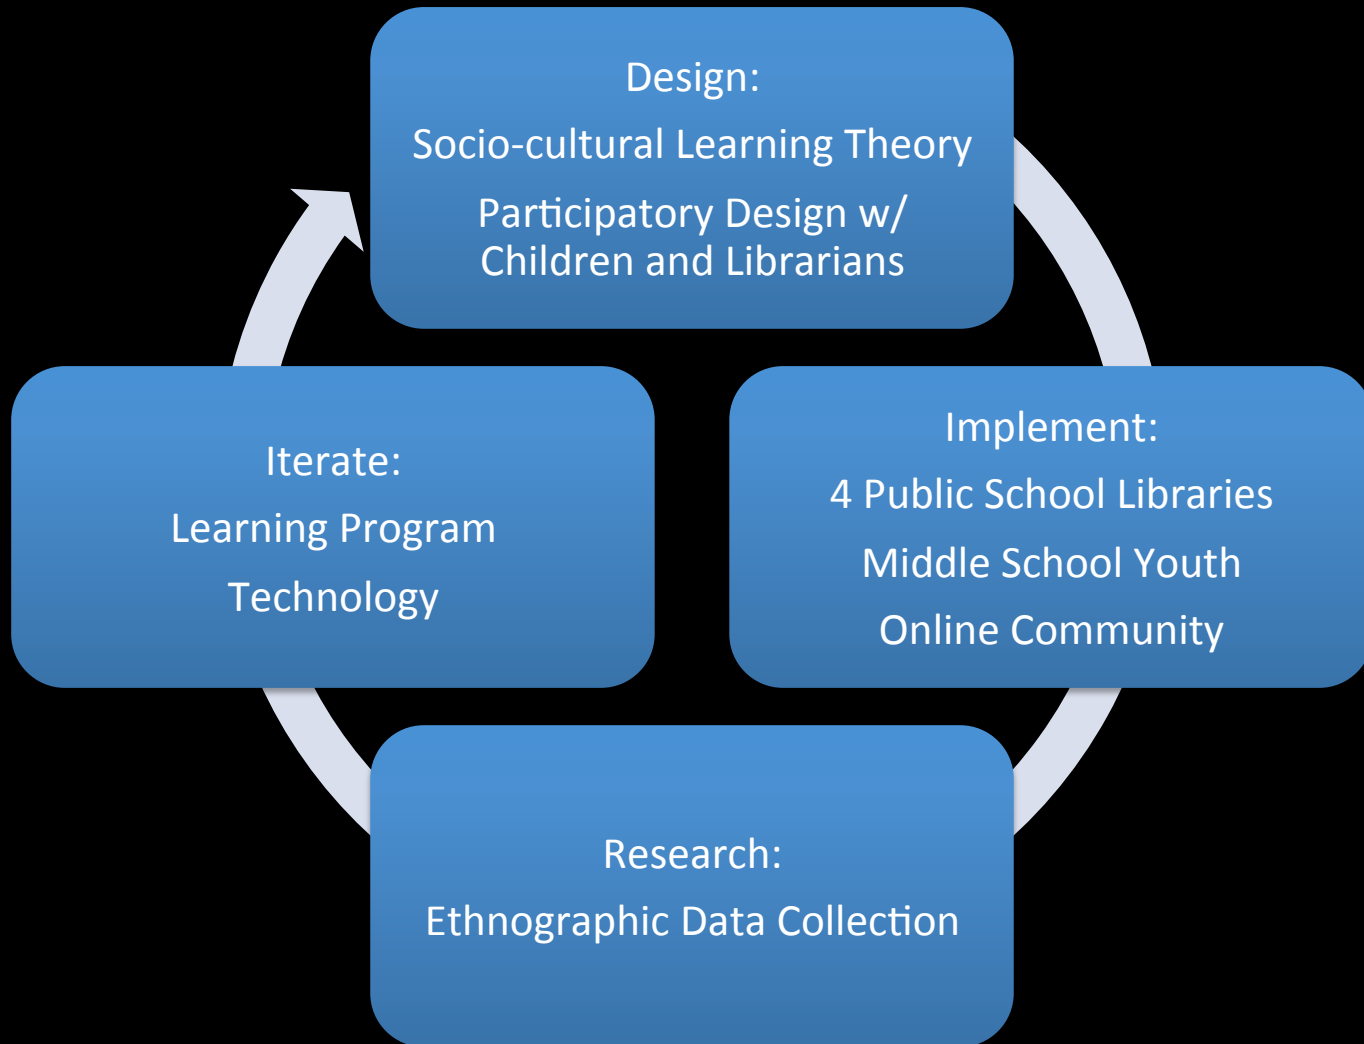 Design:
Socio-cultural Learning Theory
Participatory Design w/
Children and Librarians
Implement:
4 Public School Libraries
Middle School Youth
Online Community
Research:
Ethnographic Data Collection
Iterate:
Learning Program
Technology